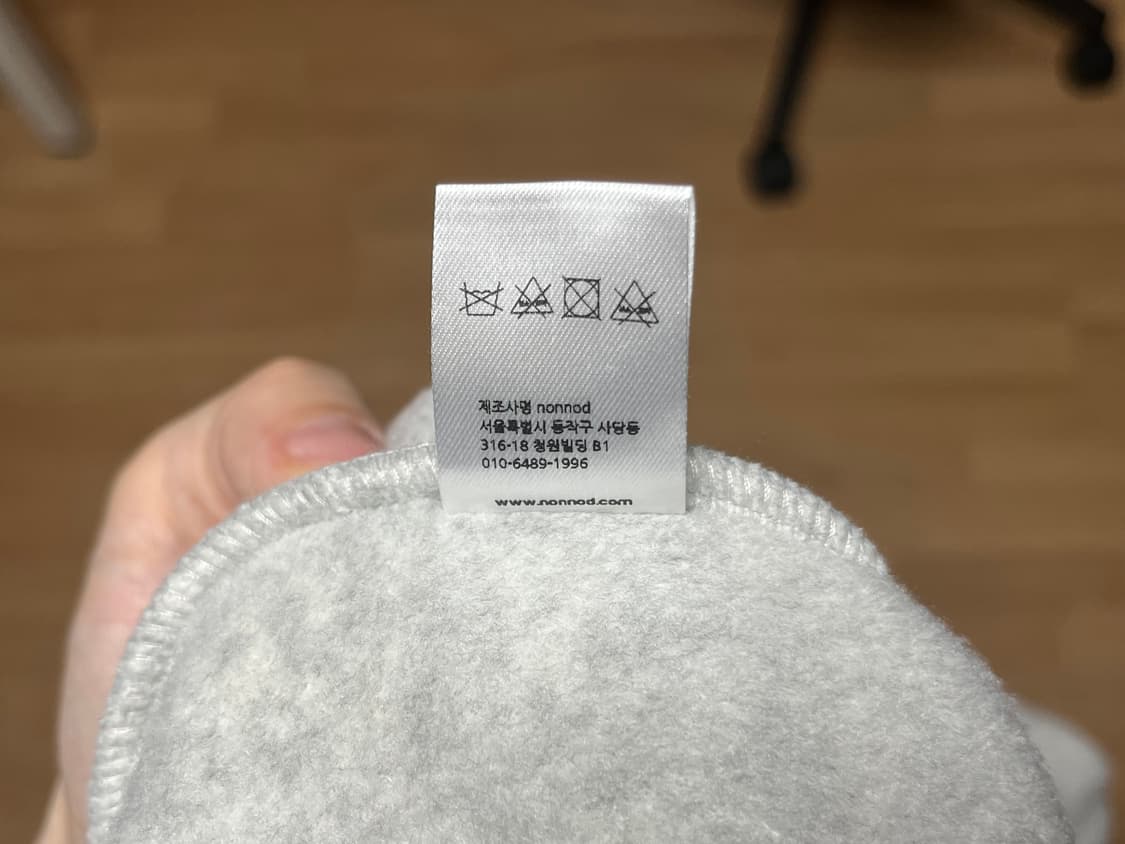 제조사명 nonnod
서울특별시 동작구 사당동
316-18 청원빌딩 B1
010-6489-1996
www.nonnod.com